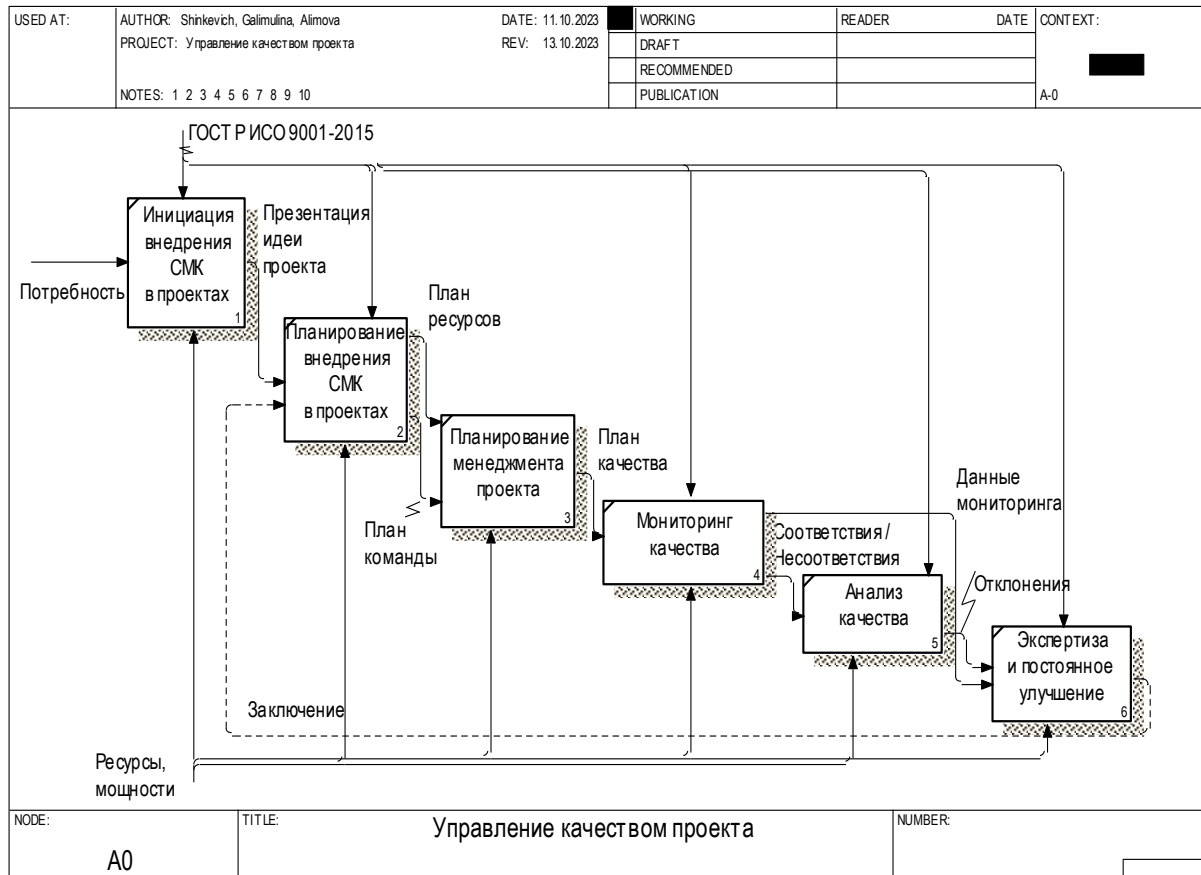 USED AT:
AUTHOR: Shinkevich, Galimulina, Alimova
DATE: 11.10.2023
PROJECT: Управление качеством проекта
REV: 13.10.2023
NOTES: 1 2 3 4 5 6 7 8 9 10
WORKING
DRAFT
RECOMMENDED
PUBLICATION
READER
DATE
CONTEXT:
A-0
ГОСТ Р ИСО 9001-2015
Инициация
внедрения
СМК
в проектах
1
Презентация
идеи
проекта
Потребность
План
ресурсов
Планирование
внедрения
СМК
в проектах
2
Планирование
менеджмента
проекта
3
План
качества
План
команды
Данные
мониторинга
Мониторинг
качества
4
Соответствия /
Несоответствия
Анализ
качества
5
Отклонения
Экспертиза
и постоянное
улучшение
6
Заключение
Ресурсы,
мощности
NODE:
A0
TITLE:
Управление качеством проекта
NUMBER: